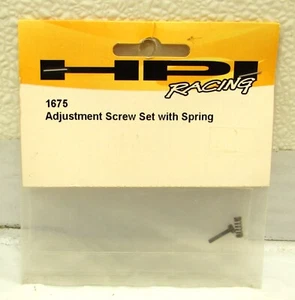 HPI
RACING
1675
Adjustment Screw Set with Spring